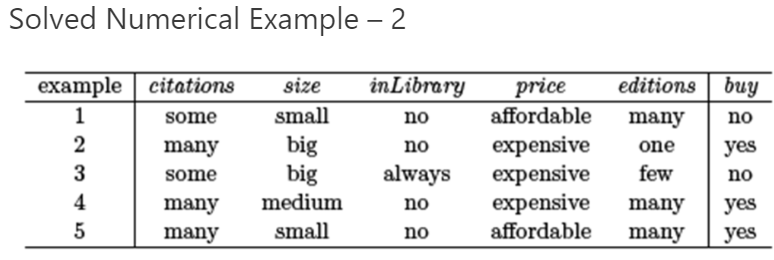 Solved Numerical Example – 2
example citations size inLibrary price editions buy
1 some small no affordable many no
2 many big no expensive one yes
3 some big always expensive few no
4 many medium no expensive many yes
5 many small no affordable many yes